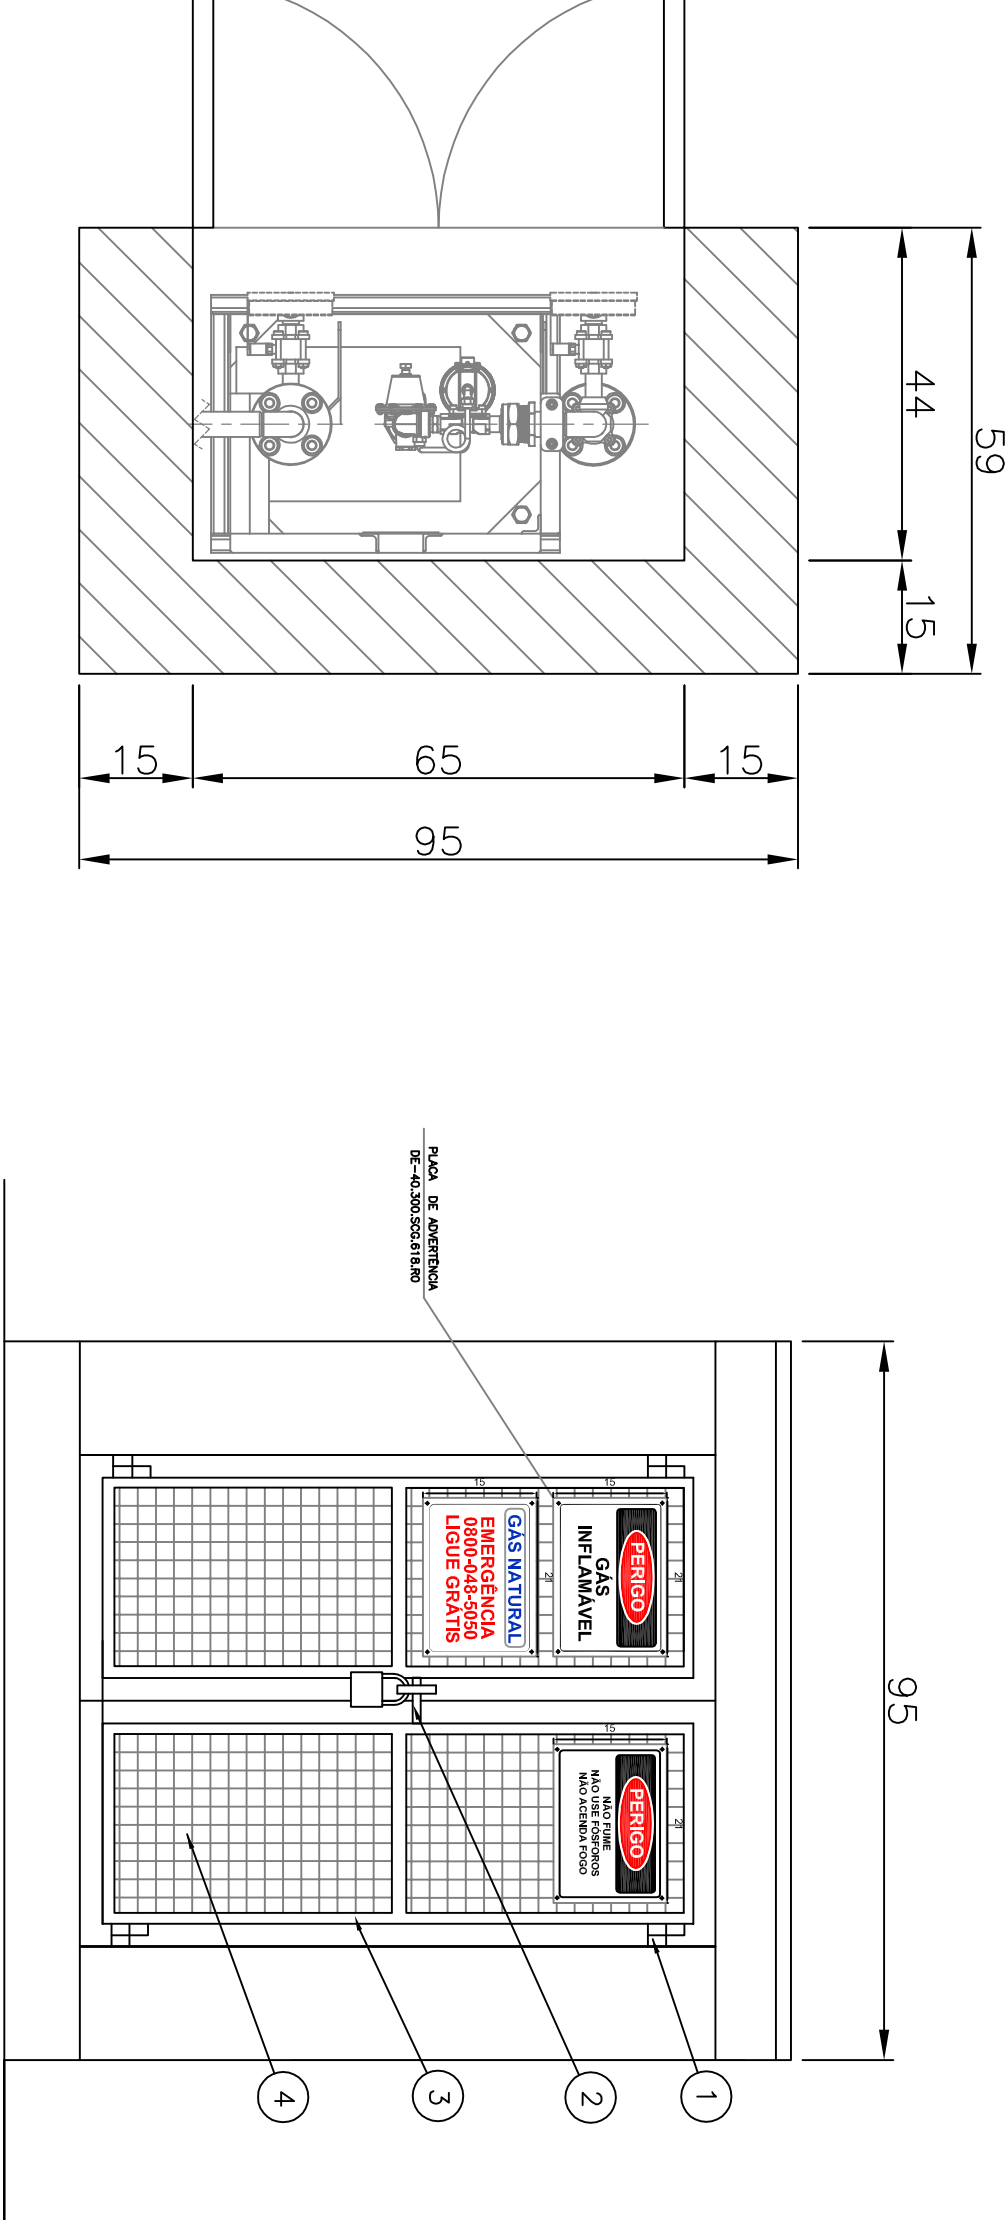 44
59
15
15
65
15
95
PLACA DE ADVERTÊNCIA
DE-40.300.SCG.618.R0
95
15
15
21
21
PERIGO
GÁS
INFLAMÁVEL
GÁS NATURAL
EMERGÊNCIA
0800-048-5050
LIGUE GRÁTIS
15
21
PERIGO
NÃO FUME
NÃO USE FÓSFOROS
NÃO ACENDA FOGO
1
2
3
4